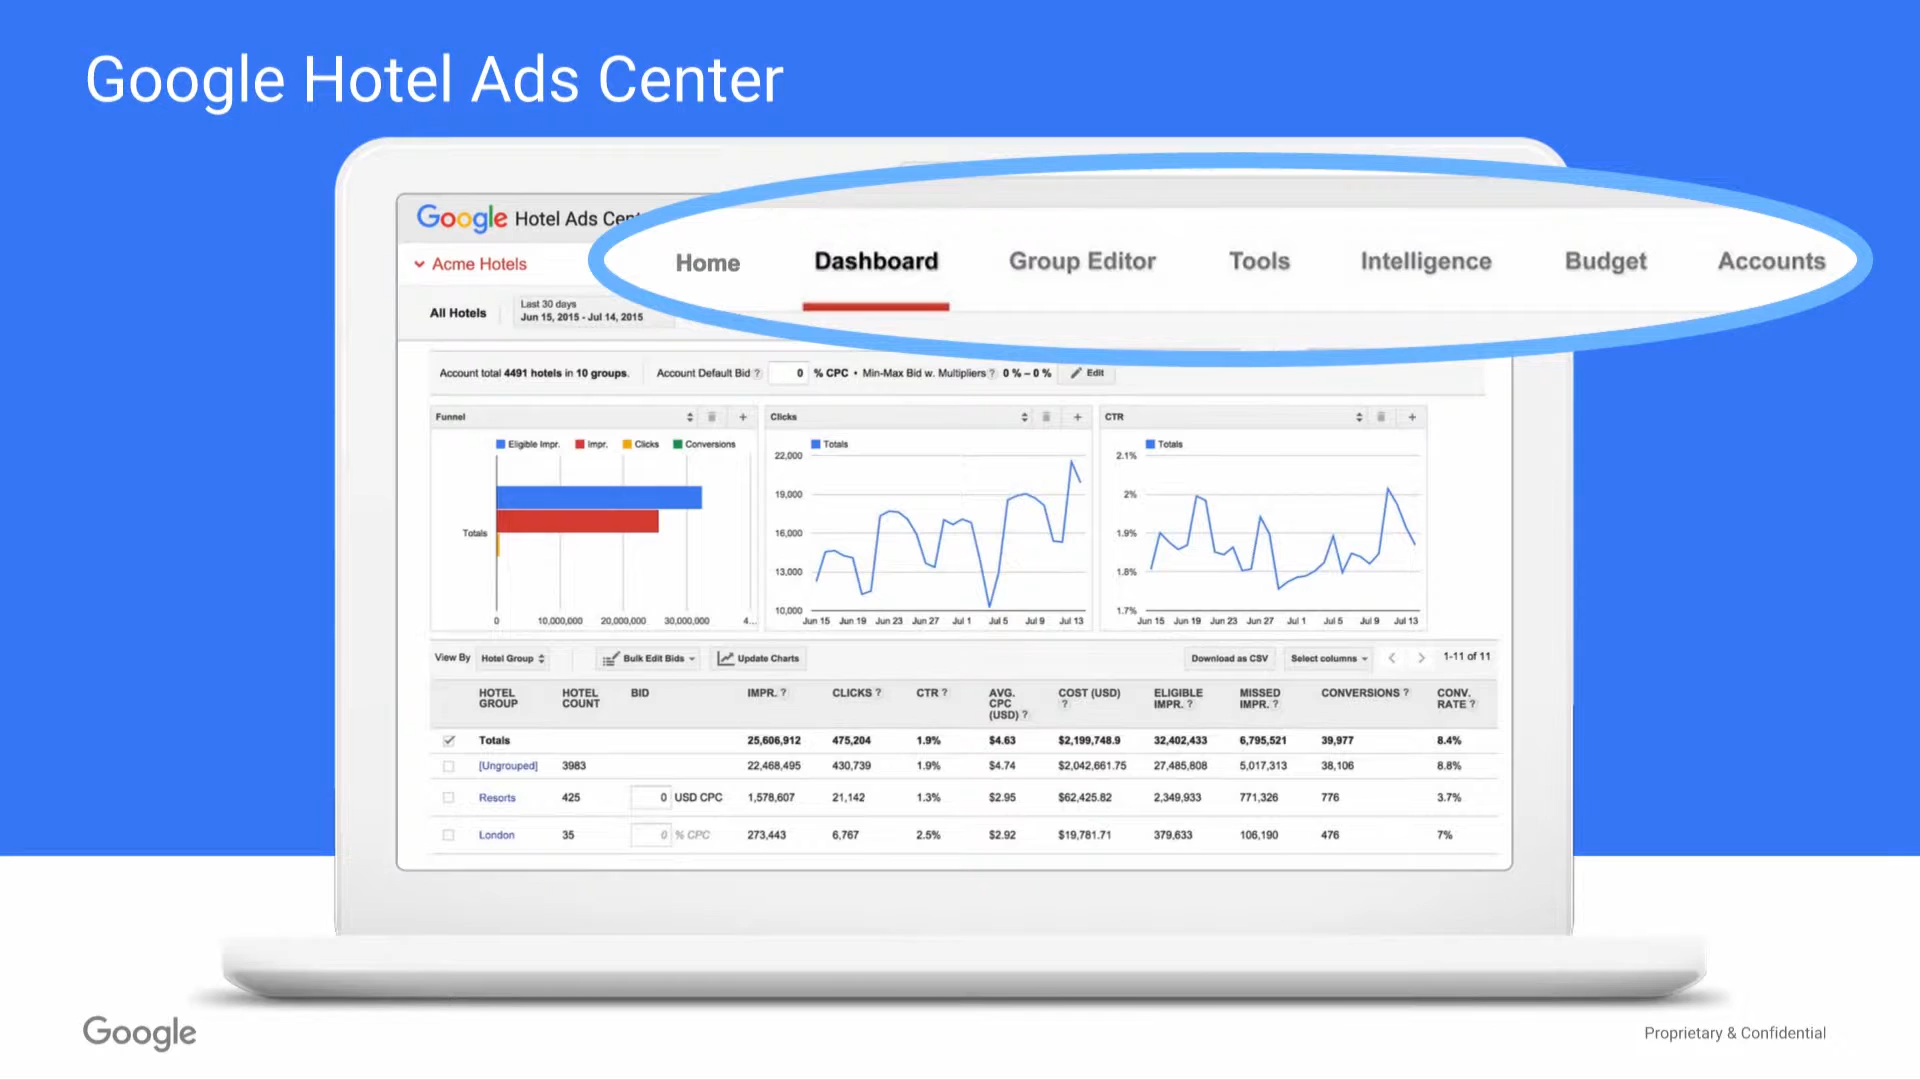 Google Hotel Ads Center
Google Hotel Ads Cent
Home Dashboard Group Editor Tools Intelligence Budget Accounts
Acme Hotels
All Hotels
Last 30 days
Jun 15, 2015 - Jul 14, 2015
Account total 4491 hotels in 10 groups. Account Default Bid ? 0 % CPC • Min-Max Bid w. Multipliers ? 0 % – 0 % Edit
Funnel
Eligible Impr. Impr. Clicks Conversions
Totals
0 10,000,000 20,000,000 30,000,000 4...
Clicks
Totals
22,000
19,000
16,000
13,000
10,000
Jun 15 Jun 19 Jun 23 Jun 27 Jul 1 Jul 5 Jul 9 Jul 13
CTR
Totals
2.1%
2%
1.9%
1.8%
1.7%
Jun 15 Jun 19 Jun 23 Jun 27 Jul 1 Jul 5 Jul 9 Jul 13
View By Hotel Group Bulk Edit Bids Update Charts Download as CSV Select columns 1-11 of 11
HOTEL GROUP HOTEL COUNT BID IMPR. ? CLICKS ? CTR ? AVG. CPC (USD) ? COST (USD) ? ELIGIBLE IMPR. ? MISSED IMPR. ? CONVERSIONS ? CONV. RATE ?
Totals 25,606,912 475,204 1.9% $4.63 $2,199,748.9 32,402,433 6,795,521 39,977 8.4%
[Ungrouped] 3983 22,468,495 430,739 1.9% $4.74 $2,042,661.75 27,485,808 5,017,313 38,106 8.8%
Resorts 425 0 USD CPC 1,578,607 21,142 1.3% $2.95 $62,425.82 2,349,933 771,326 776 3.7%
London 35 0 % CPC 273,443 6,767 2.5% $2.92 $19,781.71 379,633 106,190 476 7%
Google
Proprietary & Confidential